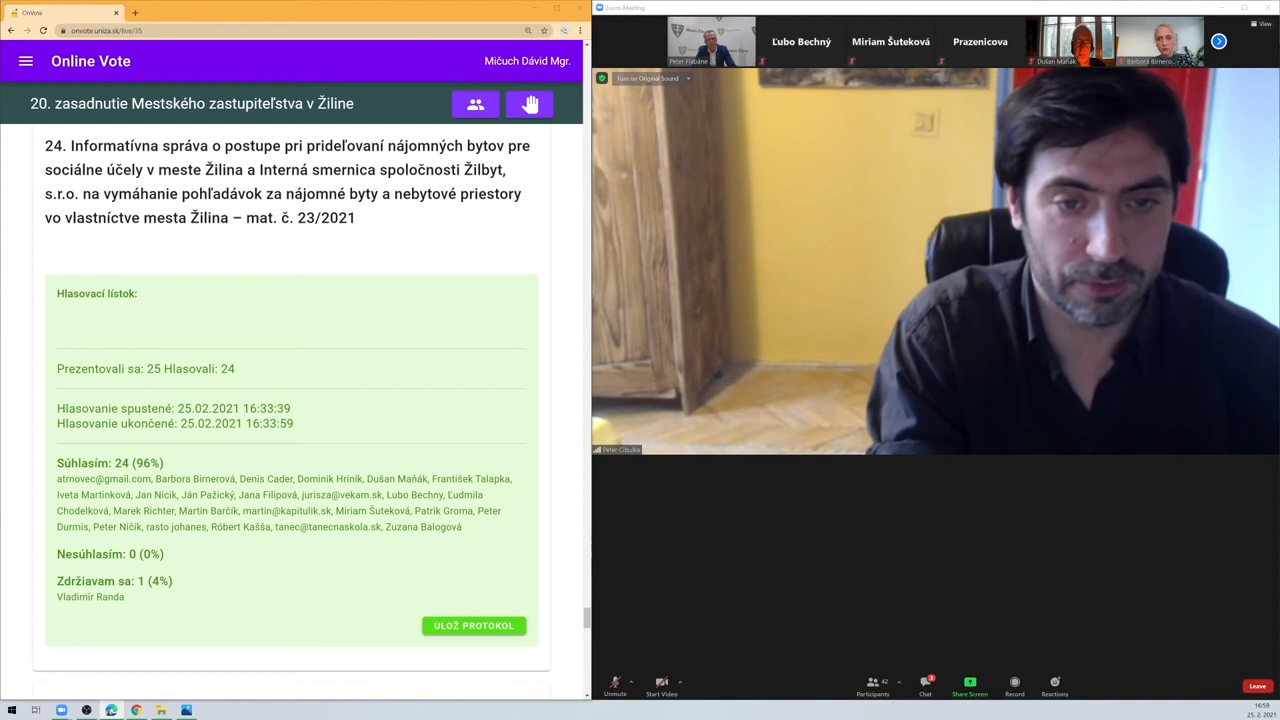 OnVote
onvote.uniza.sk/live/35
Online Vote
Mičuch Dávid Mgr.
20. zasadnutie Mestského zastupiteľstva v Žiline
24. Informatívna správa o postupe pri prideľovaní nájomných bytov pre
sociálne účely v meste Žilina a Interná smernica spoločnosti Žilbyt,
s.r.o. na vymáhanie pohľadávok za nájomné byty a nebytové priestory
vo vlastníctve mesta Žilina – mat. č. 23/2021
Hlasovací lístok:
Prezentovali sa: 25 Hlasovali: 24
Hlasovanie spustené: 25.02.2021 16:33:39
Hlasovanie ukončené: 25.02.2021 16:33:59
Súhlasím: 24 (96%)
atrnovec@gmail.com, Barbora Birnerová, Denis Cader, Dominik Hriník, Dušan Maňák, František Talapka,
Iveta Martinková, Jan Nicik, Ján Pažický, Jana Filipová, jurisza@vekam.sk, Lubo Bechny, Ľudmila
Chodelková, Marek Richter, Martin Barčík, martin@kapitulik.sk, Miriam Šuteková, Patrik Groma, Peter
Durmis, Peter Ničík, rasto johanes, Róbert Kašša, tanec@tanecnaskola.sk, Zuzana Balogová
Nesúhlasím: 0 (0%)
Zdržiavam sa: 1 (4%)
Vladimir Randa
ULOŽ PROTOKOL
Zoom Meeting
View
Peter Fiabáne
Ľubo Bechný
Miriam Šuteková
Prazenicova
Dušan Maňák
Barbora Birnero...
Turn on Original Sound
Peter Cibulka
Unmute
Start Video
42
Participants
3
Chat
Share Screen
Record
Reactions
Leave
16:59
25. 2. 2021